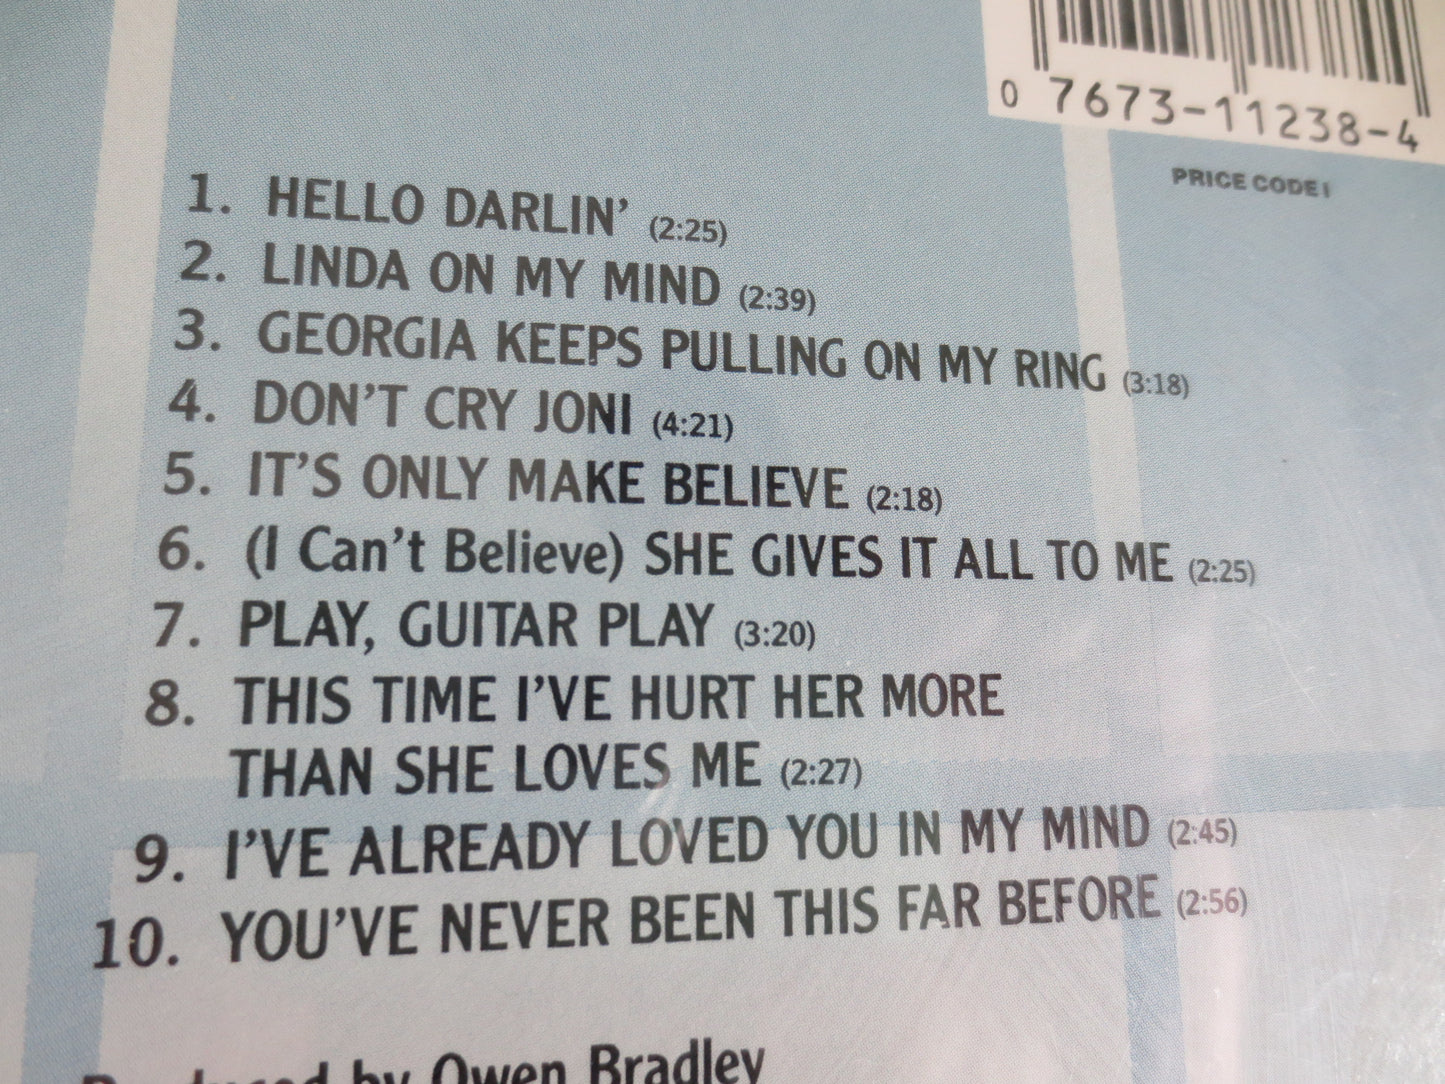 0 7673-11238-4
PRICE CODE I
1. HELLO DARLIN' (2:25)
2. LINDA ON MY MIND (2:39)
3. GEORGIA KEEPS PULLING ON MY RING (3:18)
4. DON'T CRY JONI (4:21)
5. IT'S ONLY MAKE BELIEVE (2:18)
6. (I Can't Believe) SHE GIVES IT ALL TO ME (2:25)
7. PLAY, GUITAR PLAY (3:20)
8. THIS TIME I'VE HURT HER MORE
THAN SHE LOVES ME (2:27)
9. I'VE ALREADY LOVED YOU IN MY MIND (2:45)
10. YOU'VE NEVER BEEN THIS FAR BEFORE (2:56)
Produced by Owen Bradley